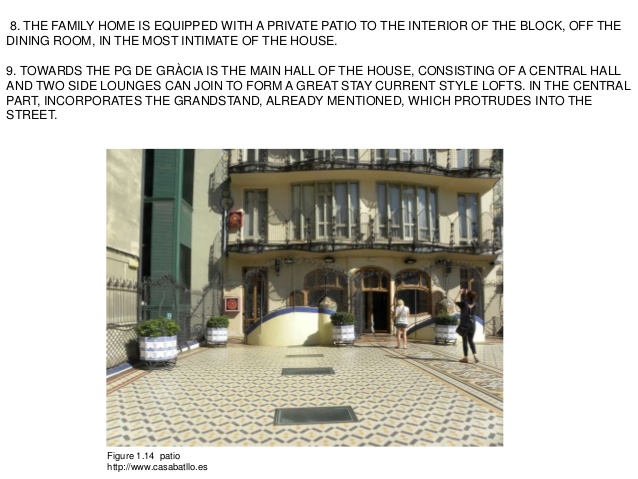 8. THE FAMILY HOME IS EQUIPPED WITH A PRIVATE PATIO TO THE INTERIOR OF THE BLOCK, OFF THE
DINING ROOM, IN THE MOST INTIMATE OF THE HOUSE.
9. TOWARDS THE PG DE GRÀCIA IS THE MAIN HALL OF THE HOUSE, CONSISTING OF A CENTRAL HALL
AND TWO SIDE LOUNGES CAN JOIN TO FORM A GREAT STAY CURRENT STYLE LOFTS. IN THE CENTRAL
PART, INCORPORATES THE GRANDSTAND, ALREADY MENTIONED, WHICH PROTRUDES INTO THE
STREET.
Figure 1.14 patio
http://www.casabatllo.es